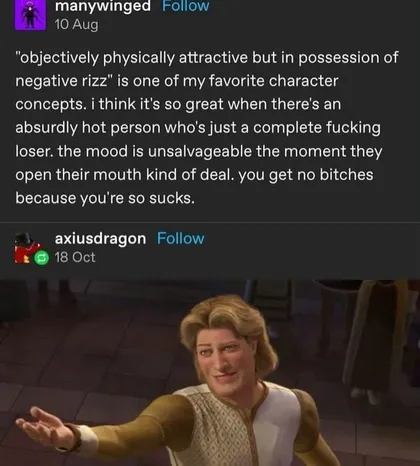 manywinged Follow
10 Aug
"objectively physically attractive but in possession of
negative rizz" is one of my favorite character
concepts. i think it's so great when there's an
absurdly hot person who's just a complete fucking
loser. the mood is unsalvageable the moment they
open their mouth kind of deal. you get no bitches
because you're so sucks.
axiusdragon Follow
18 Oct